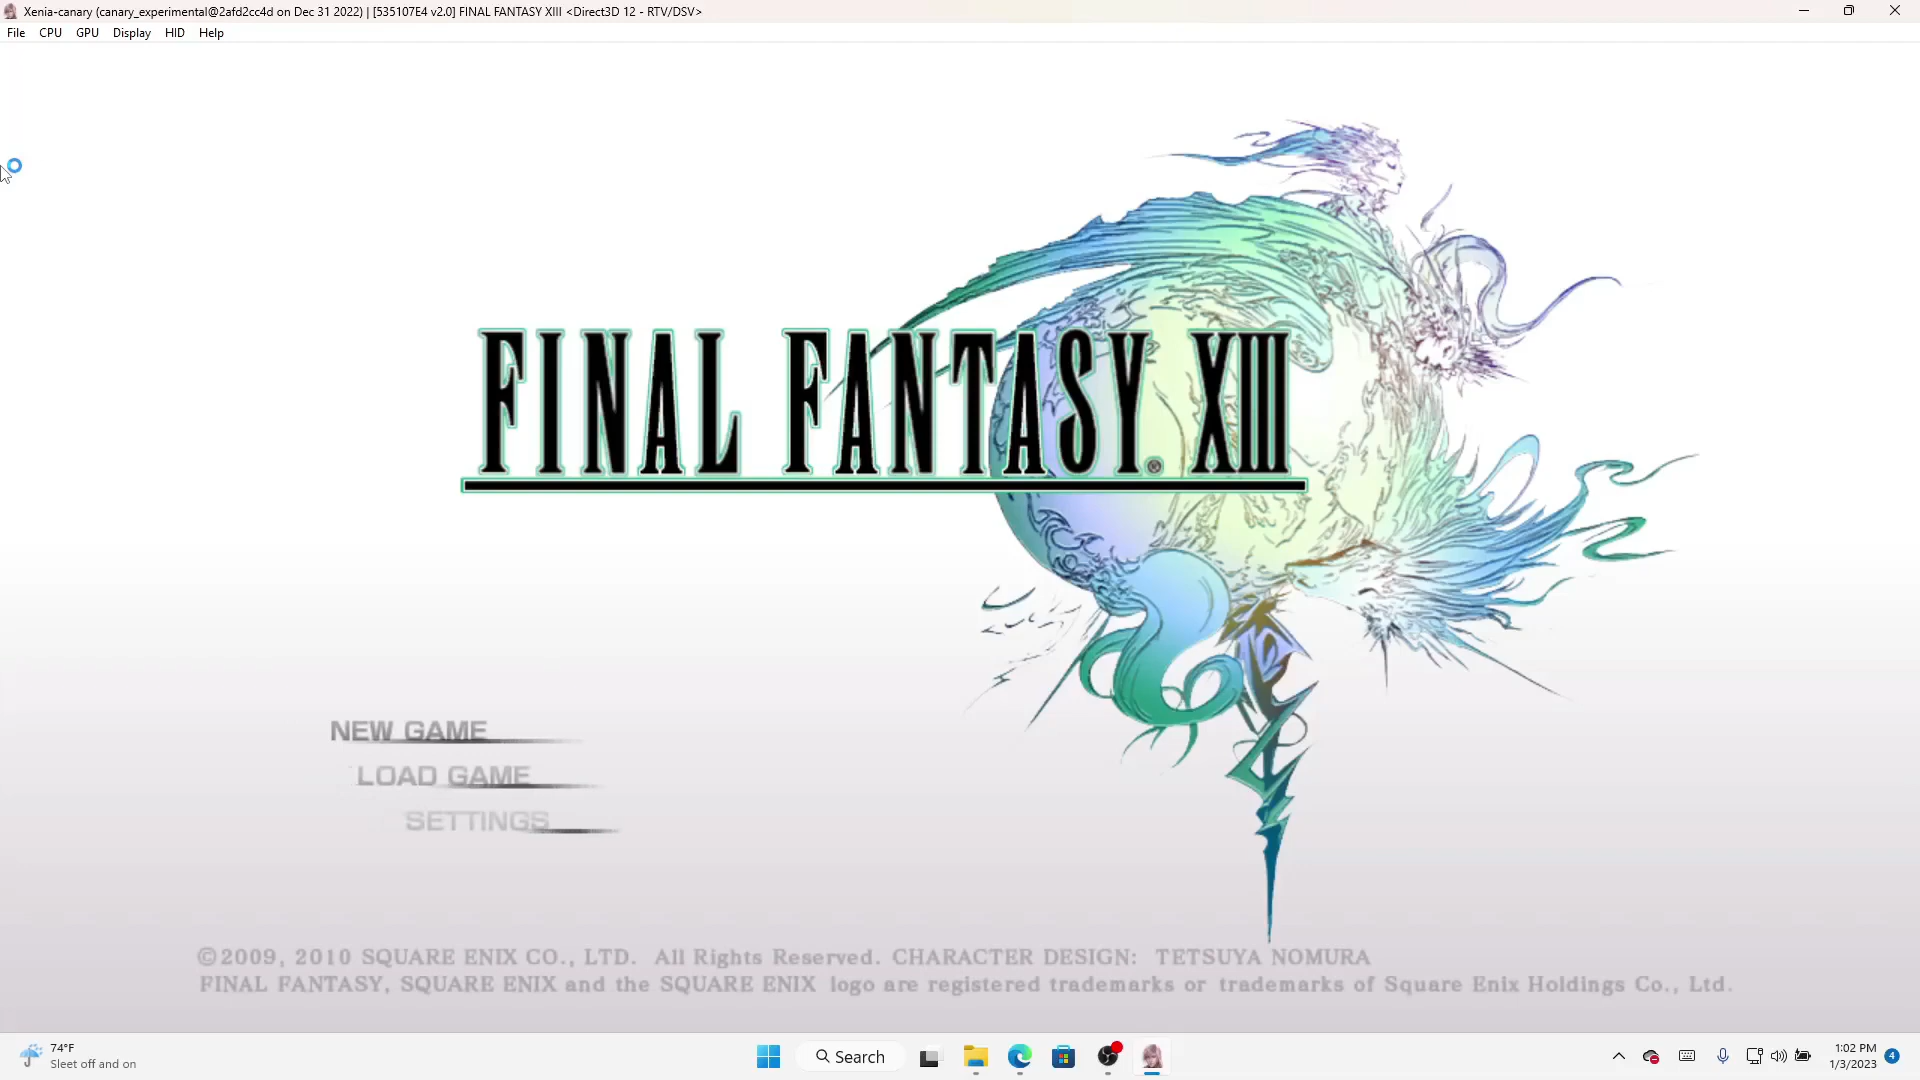 Xenia-canary (canary_experimental@2afd2cc4d on Dec 31 2022) | [535107E4 v2.0] FINAL FANTASY XIII <Direct3D 12 - RTV/DSV>
File CPU GPU Display HID Help
FINAL FANTASY® XIII
NEW GAME
LOAD GAME
SETTINGS
©2009, 2010 SQUARE ENIX CO., LTD. All Rights Reserved. CHARACTER DESIGN: TETSUYA NOMURA
FINAL FANTASY, SQUARE ENIX and the SQUARE ENIX logo are registered trademarks or trademarks of Square Enix Holdings Co., Ltd.
74°F
Sleet off and on
Search
1:02 PM
1/3/2023
4